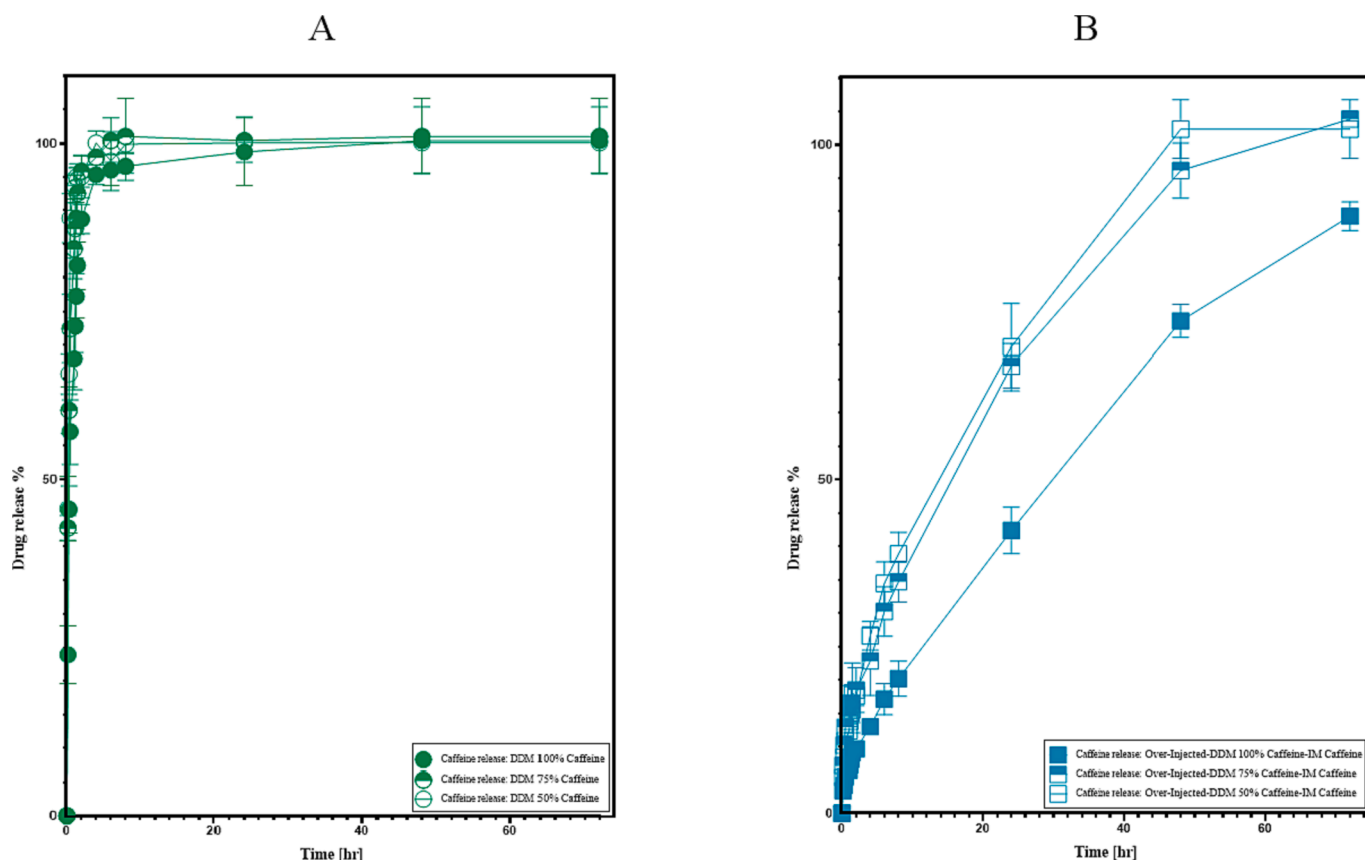 A
B
100
50
0
0
20
40
60
Drug release %
Time [hr]
Caffeine release: DDM 100% Caffeine
Caffeine release: DDM 75% Caffeine
Caffeine release: DDM 50% Caffeine
100
50
0
0
20
40
60
Drug release %
Time [hr]
Caffeine release: Over-Injected-DDM 100% Caffeine-IM Caffeine
Caffeine release: Over-Injected-DDM 75% Caffeine-IM Caffeine
Caffeine release: Over-Injected-DDM 50% Caffeine-IM Caffeine